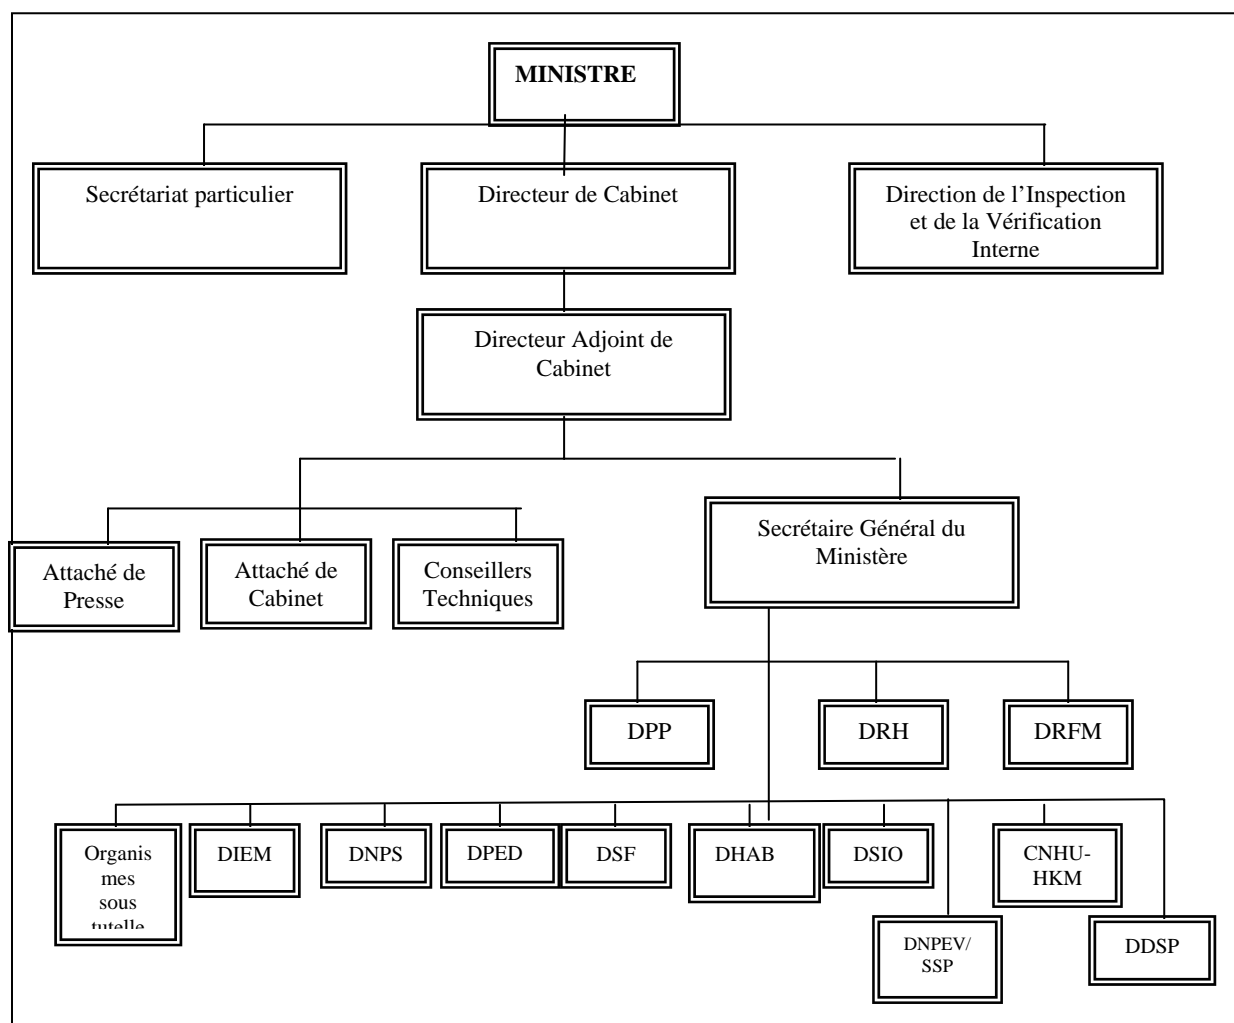 MINISTRE
Secrétariat particulier
Directeur de Cabinet
Direction de l’Inspection
et de la Vérification
Interne
Directeur Adjoint de
Cabinet
Secrétaire Général du
Ministère
Attaché de
Presse
Attaché de
Cabinet
Conseillers
Techniques
DPP
DRH
DRFM
Organis
mes
sous
tutelle
DIEM
DNPS
DPED
DSF
DHAB
DSIO
CNHU-
HKM
DNPEV/
SSP
DDSP